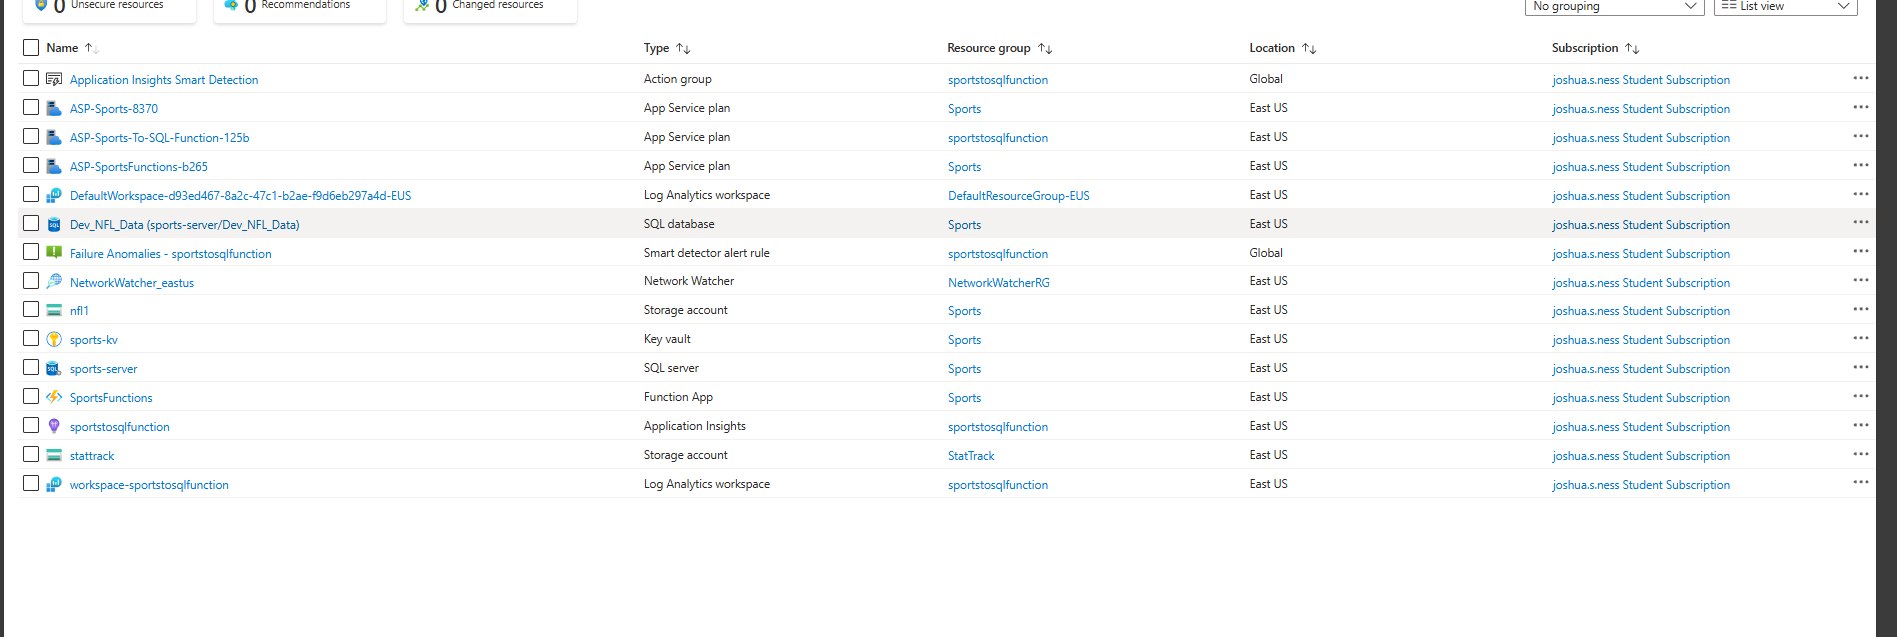 0 Unsecure resources 0 Recommendations 0 Changed resources No grouping List view
Name Type Resource group Location Subscription
Application Insights Smart Detection Action group sportstosqlfunction Global joshua.s.ness Student Subscription
ASP-Sports-8370 App Service plan Sports East US joshua.s.ness Student Subscription
ASP-Sports-To-SQL-Function-125b App Service plan sportstosqlfunction East US joshua.s.ness Student Subscription
ASP-SportsFunctions-b265 App Service plan Sports East US joshua.s.ness Student Subscription
DefaultWorkspace-d93ed467-8a2c-47c1-b2ae-f9d6eb297a4d-EUS Log Analytics workspace DefaultResourceGroup-EUS East US joshua.s.ness Student Subscription
Dev_NFL_Data (sports-server/Dev_NFL_Data) SQL database Sports East US joshua.s.ness Student Subscription
Failure Anomalies - sportstosqlfunction Smart detector alert rule sportstosqlfunction Global joshua.s.ness Student Subscription
NetworkWatcher_eastus Network Watcher NetworkWatcherRG East US joshua.s.ness Student Subscription
nfl1 Storage account Sports East US joshua.s.ness Student Subscription
sports-kv Key vault Sports East US joshua.s.ness Student Subscription
sports-server SQL server Sports East US joshua.s.ness Student Subscription
SportsFunctions Function App Sports East US joshua.s.ness Student Subscription
sportstosqlfunction Application Insights sportstosqlfunction East US joshua.s.ness Student Subscription
stattrack Storage account StatTrack East US joshua.s.ness Student Subscription
workspace-sportstosqlfunction Log Analytics workspace sportstosqlfunction East US joshua.s.ness Student Subscription